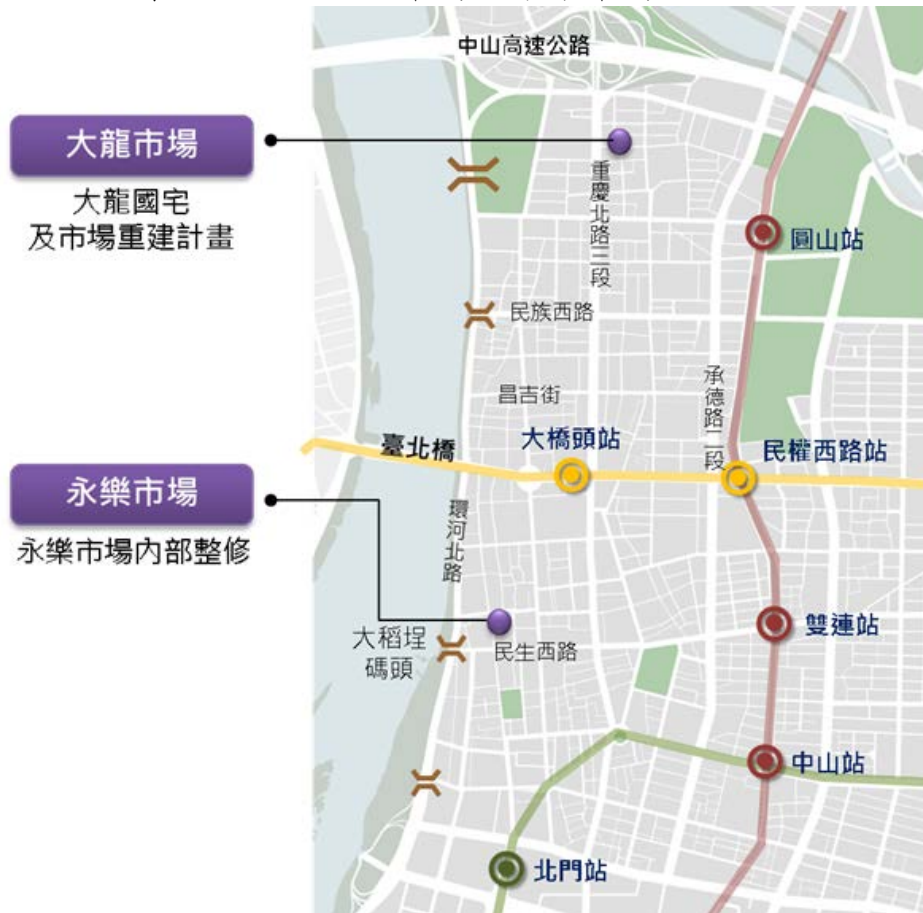 中山高速公路
大龍市場
大龍國宅
及市場重建計畫
重慶北路三段
圓山站
民族西路
昌吉街
承德路二段
臺北橋
大橋頭站
民權西路站
永樂市場
永樂市場內部整修
環河北路
大稻埕
碼頭
民生西路
雙連站
中山站
北門站